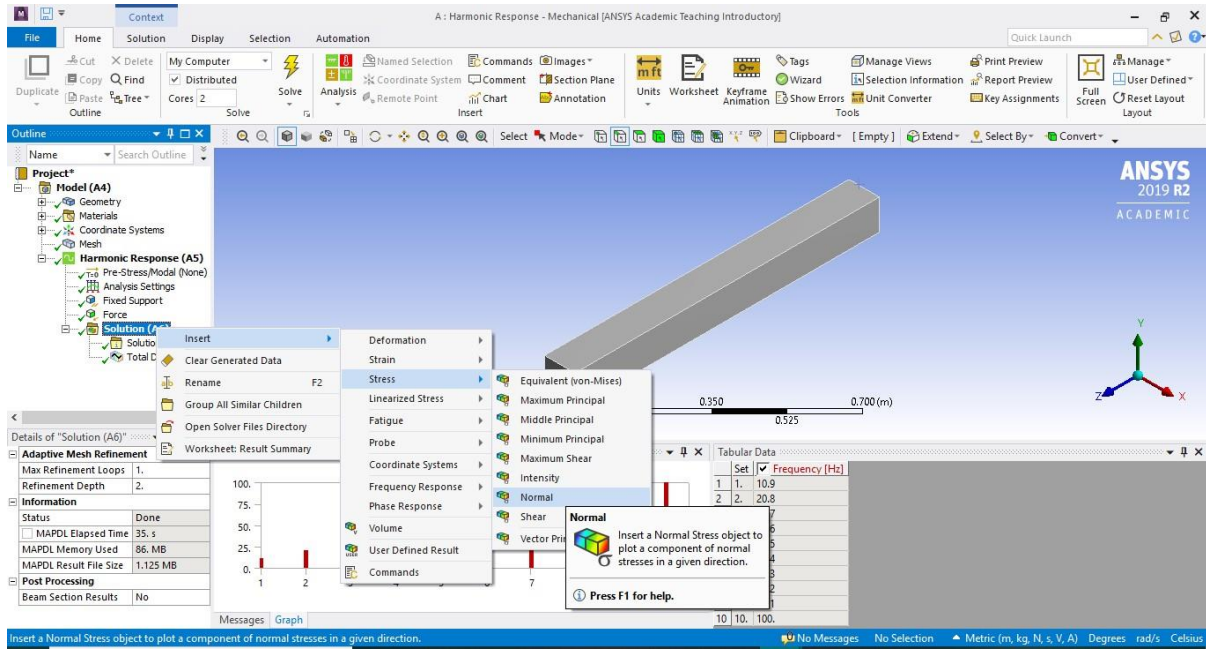 Context
A : Harmonic Response - Mechanical [ANSYS Academic Teaching Introductory]
File Home Solution Display Selection Automation
Quick Launch
Duplicate
Cut
Copy
Paste
Delete
Find
Tree
Outline
My Computer
Distributed
Cores 2
Solve
Solve
Analysis
Named Selection
Coordinate System
Remote Point
Commands
Comment
Chart
Images
Section Plane
Annotation
Insert
Units
Worksheet
Keyframe
Animation
Tags
Wizard
Show Errors
Manage Views
Selection Information
Unit Converter
Print Preview
Report Preview
Key Assignments
Tools
Full
Screen
Manage
User Defined
Reset Layout
Layout
Outline
Select Mode Clipboard [ Empty ] Extend Select By Convert
Name
Search Outline
Project*
Model (A4)
Geometry
Materials
Coordinate Systems
Mesh
Harmonic Response (A5)
Pre-Stress/Modal (None)
Analysis Settings
Fixed Support
Force
Solution (A6)
Solutio
Total D
Insert
Clear Generated Data
Rename F2
Group All Similar Children
Open Solver Files Directory
Worksheet: Result Summary
Deformation
Strain
Stress
Linearized Stress
Fatigue
Probe
Coordinate Systems
Frequency Response
Phase Response
Volume
User Defined Result
Commands
Equivalent (von-Mises)
Maximum Principal
Middle Principal
Minimum Principal
Maximum Shear
Intensity
Normal
Shear
Vector Prin
Normal
Insert a Normal Stress object to
plot a component of normal
stresses in a given direction.
Press F1 for help.
ANSYS
2019 R2
ACADEMIC
Y
Z
X
0.350
0.700 (m)
0.525
Details of "Solution (A6)"
Adaptive Mesh Refinement
Max Refinement Loops 1.
Refinement Depth 2.
Information
Status Done
MAPDL Elapsed Time 35. s
MAPDL Memory Used 86. MB
MAPDL Result File Size 1.125 MB
Post Processing
Beam Section Results No
100.
75.
50.
25.
0.
1 2 7
Messages Graph
Tabular Data
Set Frequency [Hz]
1 1. 10.9
2 2. 20.8
10 10. 100.
Insert a Normal Stress object to plot a component of normal stresses in a given direction.
No Messages No Selection Metric (m, kg, N, s, V, A) Degrees rad/s Celsius